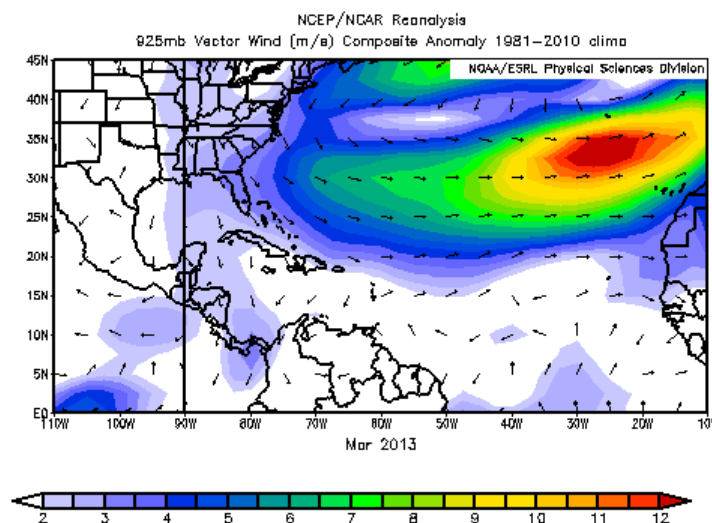 NCEP/NCAR Reanalysis
925mb Vector Wind (m/s) Composite Anomaly 1981-2010 climo
NOAA/ESRL Physical Sciences Division
45N
40N
35N
30N
25N
20N
15N
10N
5N
EQ
110W 100W 90W 80W 70W 60W 50W 40W 30W 20W 10W
Mar 2013
2 3 4 5 6 7 8 9 10 11 12